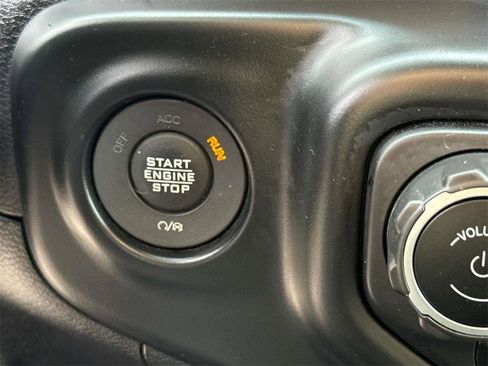 OFF
ACC
RUN
START
ENGINE
STOP
VOLU